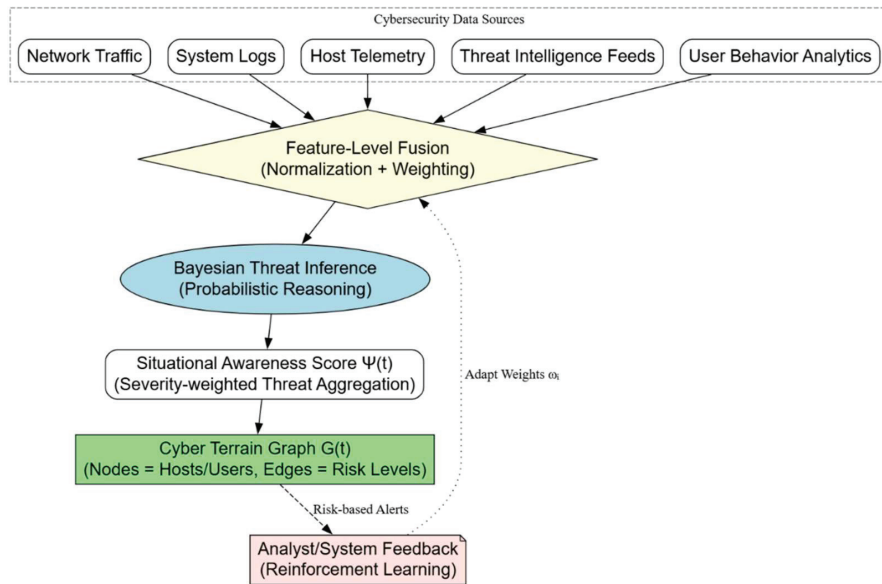 Cybersecurity Data Sources
Network Traffic
System Logs
Host Telemetry
Threat Intelligence Feeds
User Behavior Analytics
Feature-Level Fusion
(Normalization + Weighting)
Bayesian Threat Inference
(Probabilistic Reasoning)
Situational Awareness Score Ψ(t)
(Severity-weighted Threat Aggregation)
Adapt Weights ωᵢ
Cyber Terrain Graph G(t)
(Nodes = Hosts/Users, Edges = Risk Levels)
Risk-based Alerts
Analyst/System Feedback
(Reinforcement Learning)